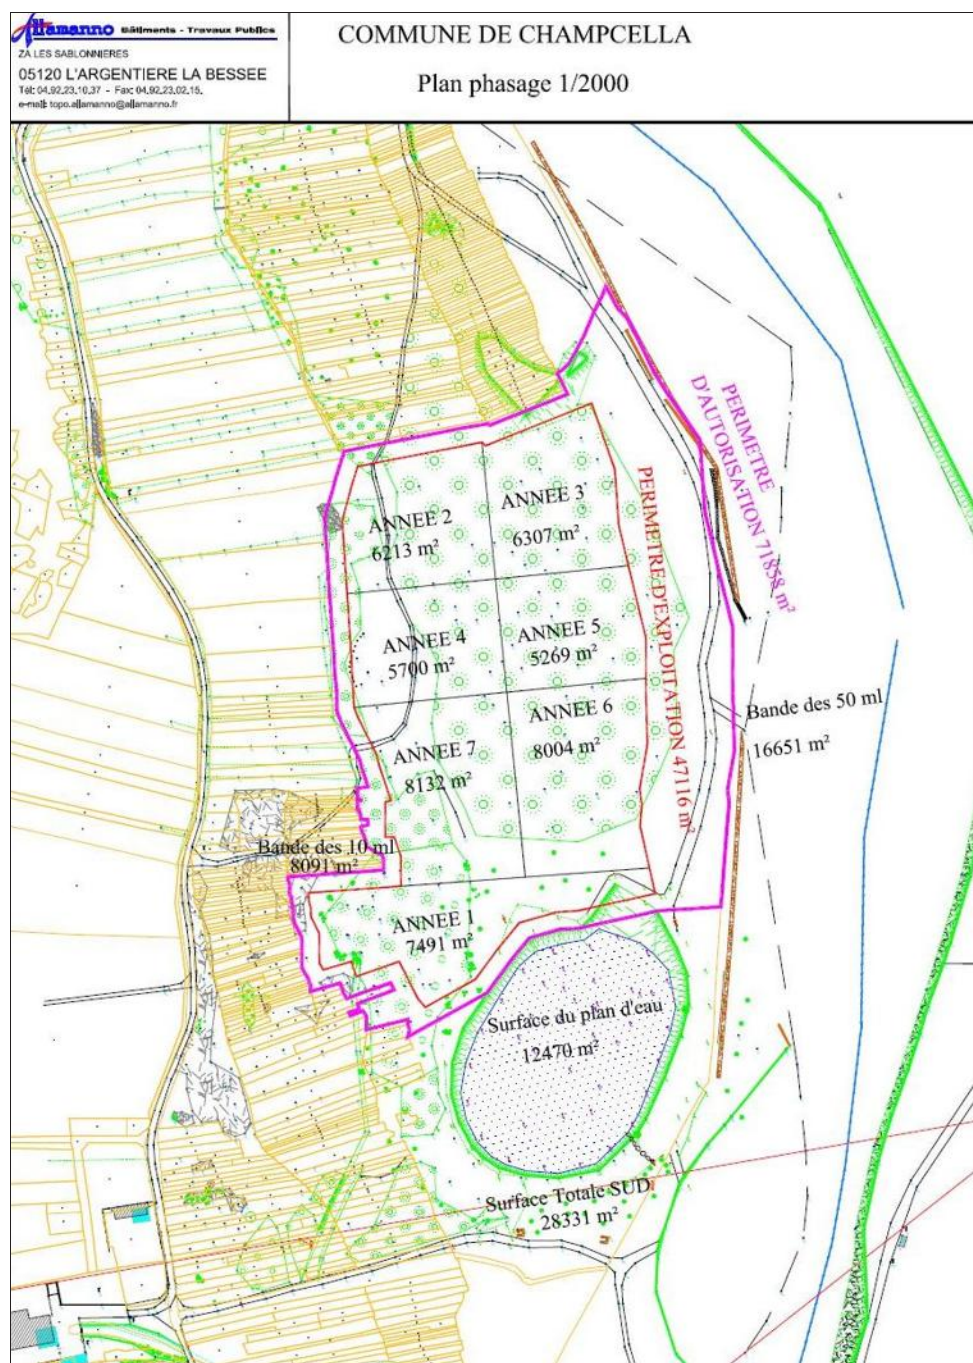 Allamanno Bâtiments - Travaux Publics
ZA LES SABLONNIERES
05120 L'ARGENTIERE LA BESSEE
Tél: 04.92.23.10.37 - Fax: 04.92.23.02.15.
e-mail: topo.allamanno@allamanno.fr
COMMUNE DE CHAMPCELLA
Plan phasage 1/2000
PERIMETRE
D'AUTORISATION 71858 m²
PERIMETRE D'EXPLOITATION 47116 m²
ANNEE 2
6213 m²
ANNEE 3
6307 m²
ANNEE 4
5700 m²
ANNEE 5
5269 m²
ANNEE 6
8004 m²
ANNEE 7
8132 m²
Bande des 50 ml
16651 m²
Bande des 10 ml
8091 m²
ANNEE 1
7491 m²
Surface du plan d'eau
12470 m²
Surface Totale SUD
28331 m²